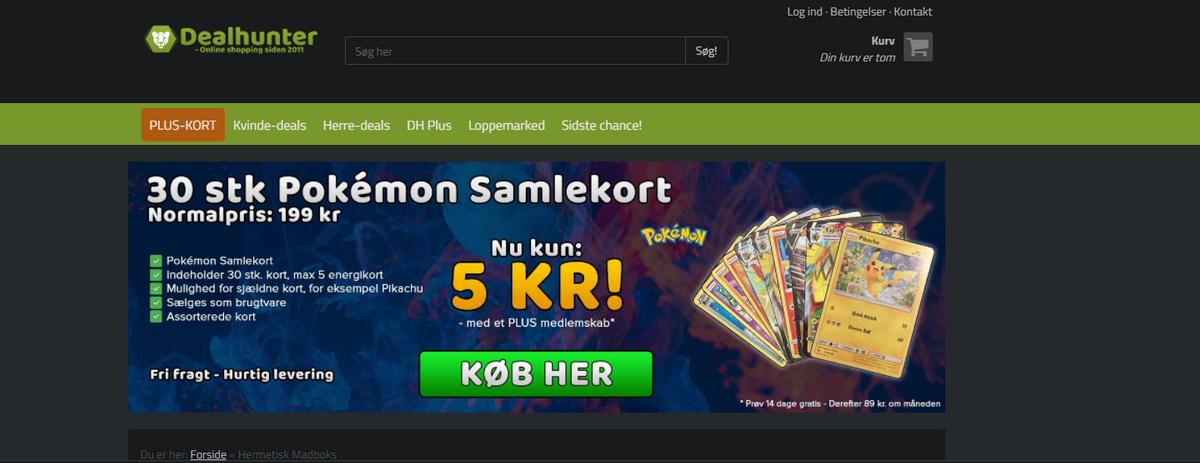 Log ind · Betingelser · Kontakt
Dealhunter
- Online shopping siden 2011
Søg her
Søg!
Kurv
Din kurv er tom
PLUS-KORT Kvinde-deals Herre-deals DH Plus Loppemarked Sidste chance!
30 stk Pokémon Samlekort
Normalpris: 199 kr
Pokémon Samlekort
Indeholder 30 stk. kort, max 5 energikort
Mulighed for sjældne kort, for eksempel Pikachu
Sælges som brugtvare
Assorterede kort
Nu kun:
5 KR!
- med et PLUS medlemskab*
POKéMON
Pikachu
Quick Attack
Electro Ball
Fri fragt - Hurtig levering
KØB HER
* Prøv 14 dage gratis - Derefter 89 kr. om måneden
Du er her: Forside » Hermetisk Madboks